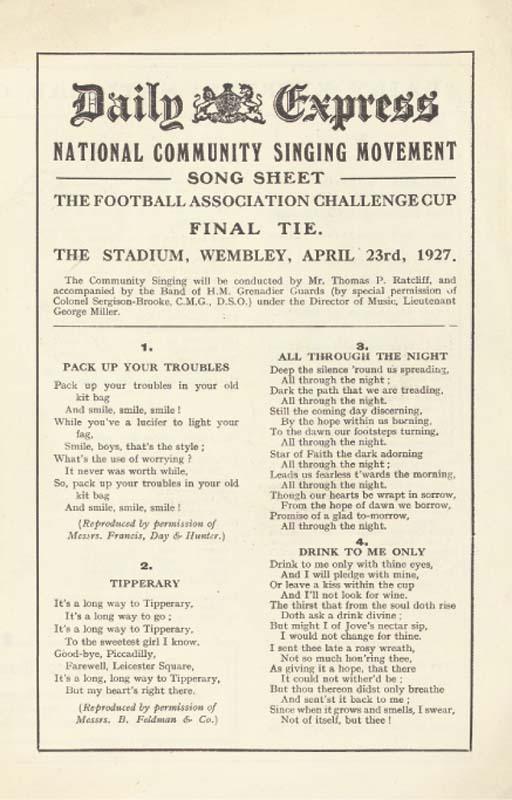 Daily Express
NATIONAL COMMUNITY SINGING MOVEMENT
SONG SHEET
THE FOOTBALL ASSOCIATION CHALLENGE CUP
FINAL TIE.
THE STADIUM, WEMBLEY, APRIL 23rd, 1927.
The Community Singing will be conducted by Mr. Thomas P. Ratcliff, and
accompanied by the Band of H.M. Grenadier Guards (by special permission of
Colonel Sergison-Brooke, C.M.G., D.S.O.) under the Director of Music, Lieutenant
George Miller.
1.
PACK UP YOUR TROUBLES
Pack up your troubles in your old
kit bag
And smile, smile, smile !
While you've a lucifer to light your
fag,
Smile, boys, that's the style ;
What's the use of worrying ?
It never was worth while,
So, pack up your troubles in your old
kit bag
And smile, smile, smile !
(Reproduced by permission of
Messrs. Francis, Day & Hunter.)
2.
TIPPERARY
It's a long way to Tipperary,
It's a long way to go ;
It's a long way to Tipperary,
To the sweetest girl I know.
Good-bye, Piccadilly,
Farewell, Leicester Square,
It's a long, long way to Tipperary,
But my heart's right there.
(Reproduced by permission of
Messrs. B. Feldman & Co.)
3.
ALL THROUGH THE NIGHT
Deep the silence 'round us spreading,
All through the night ;
Dark the path that we are treading,
All through the night.
Still the coming day discerning,
By the hope within us burning,
To the dawn our footsteps turning,
All through the night.
Star of Faith the dark adorning
All through the night ;
Leads us fearless t'wards the morning,
All through the night.
Though our hearts be wrapt in sorrow,
From the hope of dawn we borrow,
Promise of a glad to-morrow,
All through the night.
4.
DRINK TO ME ONLY
Drink to me only with thine eyes,
And I will pledge with mine,
Or leave a kiss within the cup
And I'll not look for wine.
The thirst that from the soul doth rise
Doth ask a drink divine ;
But might I of Jove's nectar sip,
I would not change for thine.
I sent thee late a rosy wreath,
Not so much hon'ring thee,
As giving it a hope, that there
It could not wither'd be ;
But thou thereon didst only breathe
And sent'st it back to me ;
Since when it grows and smells, I swear,
Not of itself, but thee !